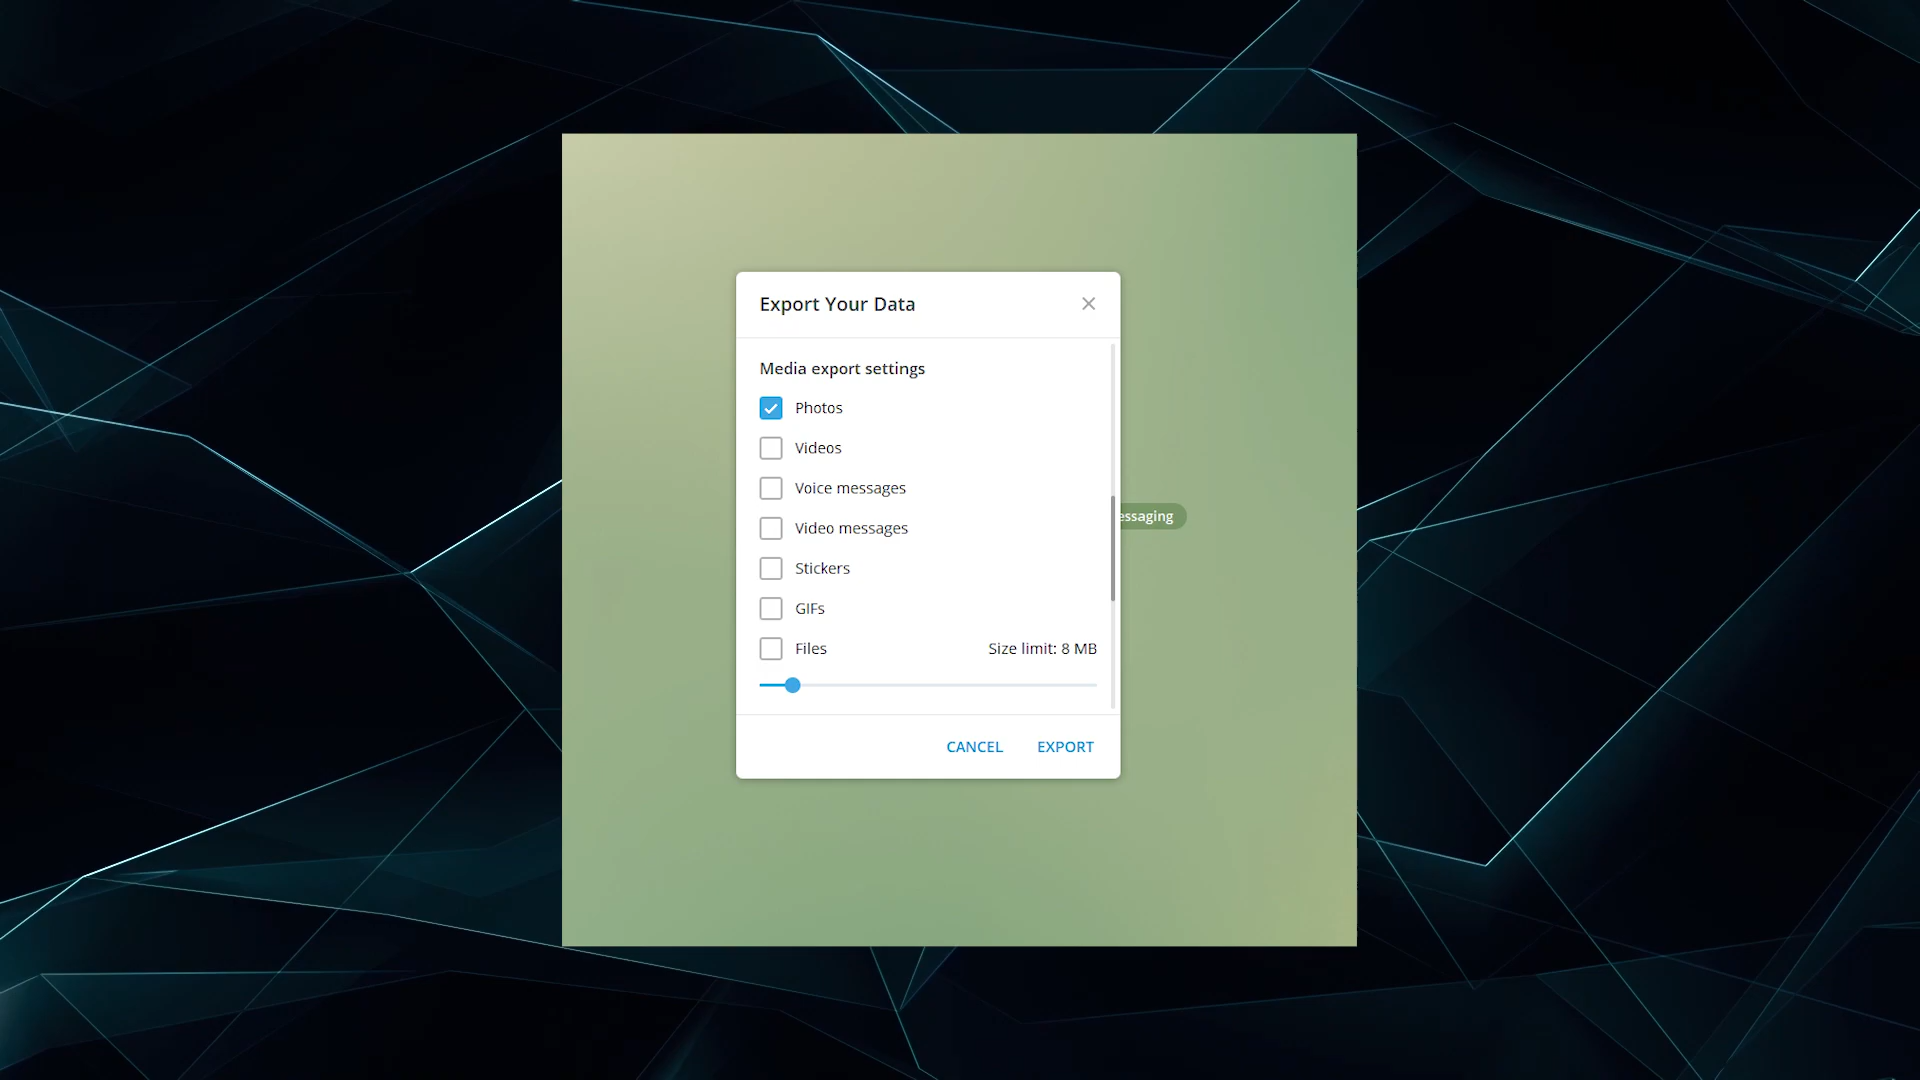 Export Your Data
Media export settings
Photos
Videos
Voice messages
essaging
Video messages
Stickers
GIFs
Files Size limit: 8 MB
CANCEL EXPORT